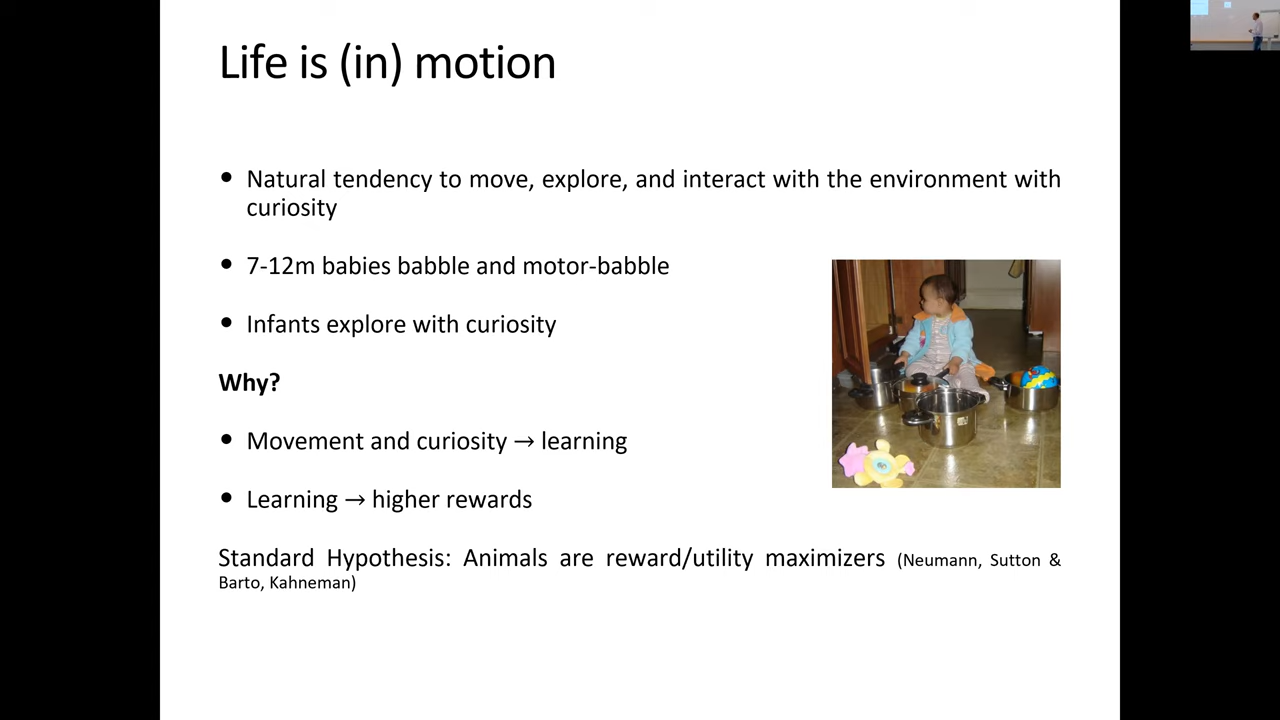 Life is (in) motion
• Natural tendency to move, explore, and interact with the environment with
curiosity
• 7-12m babies babble and motor-babble
• Infants explore with curiosity
Why?
• Movement and curiosity → learning
• Learning → higher rewards
Standard Hypothesis: Animals are reward/utility maximizers (Neumann, Sutton &
Barto, Kahneman)